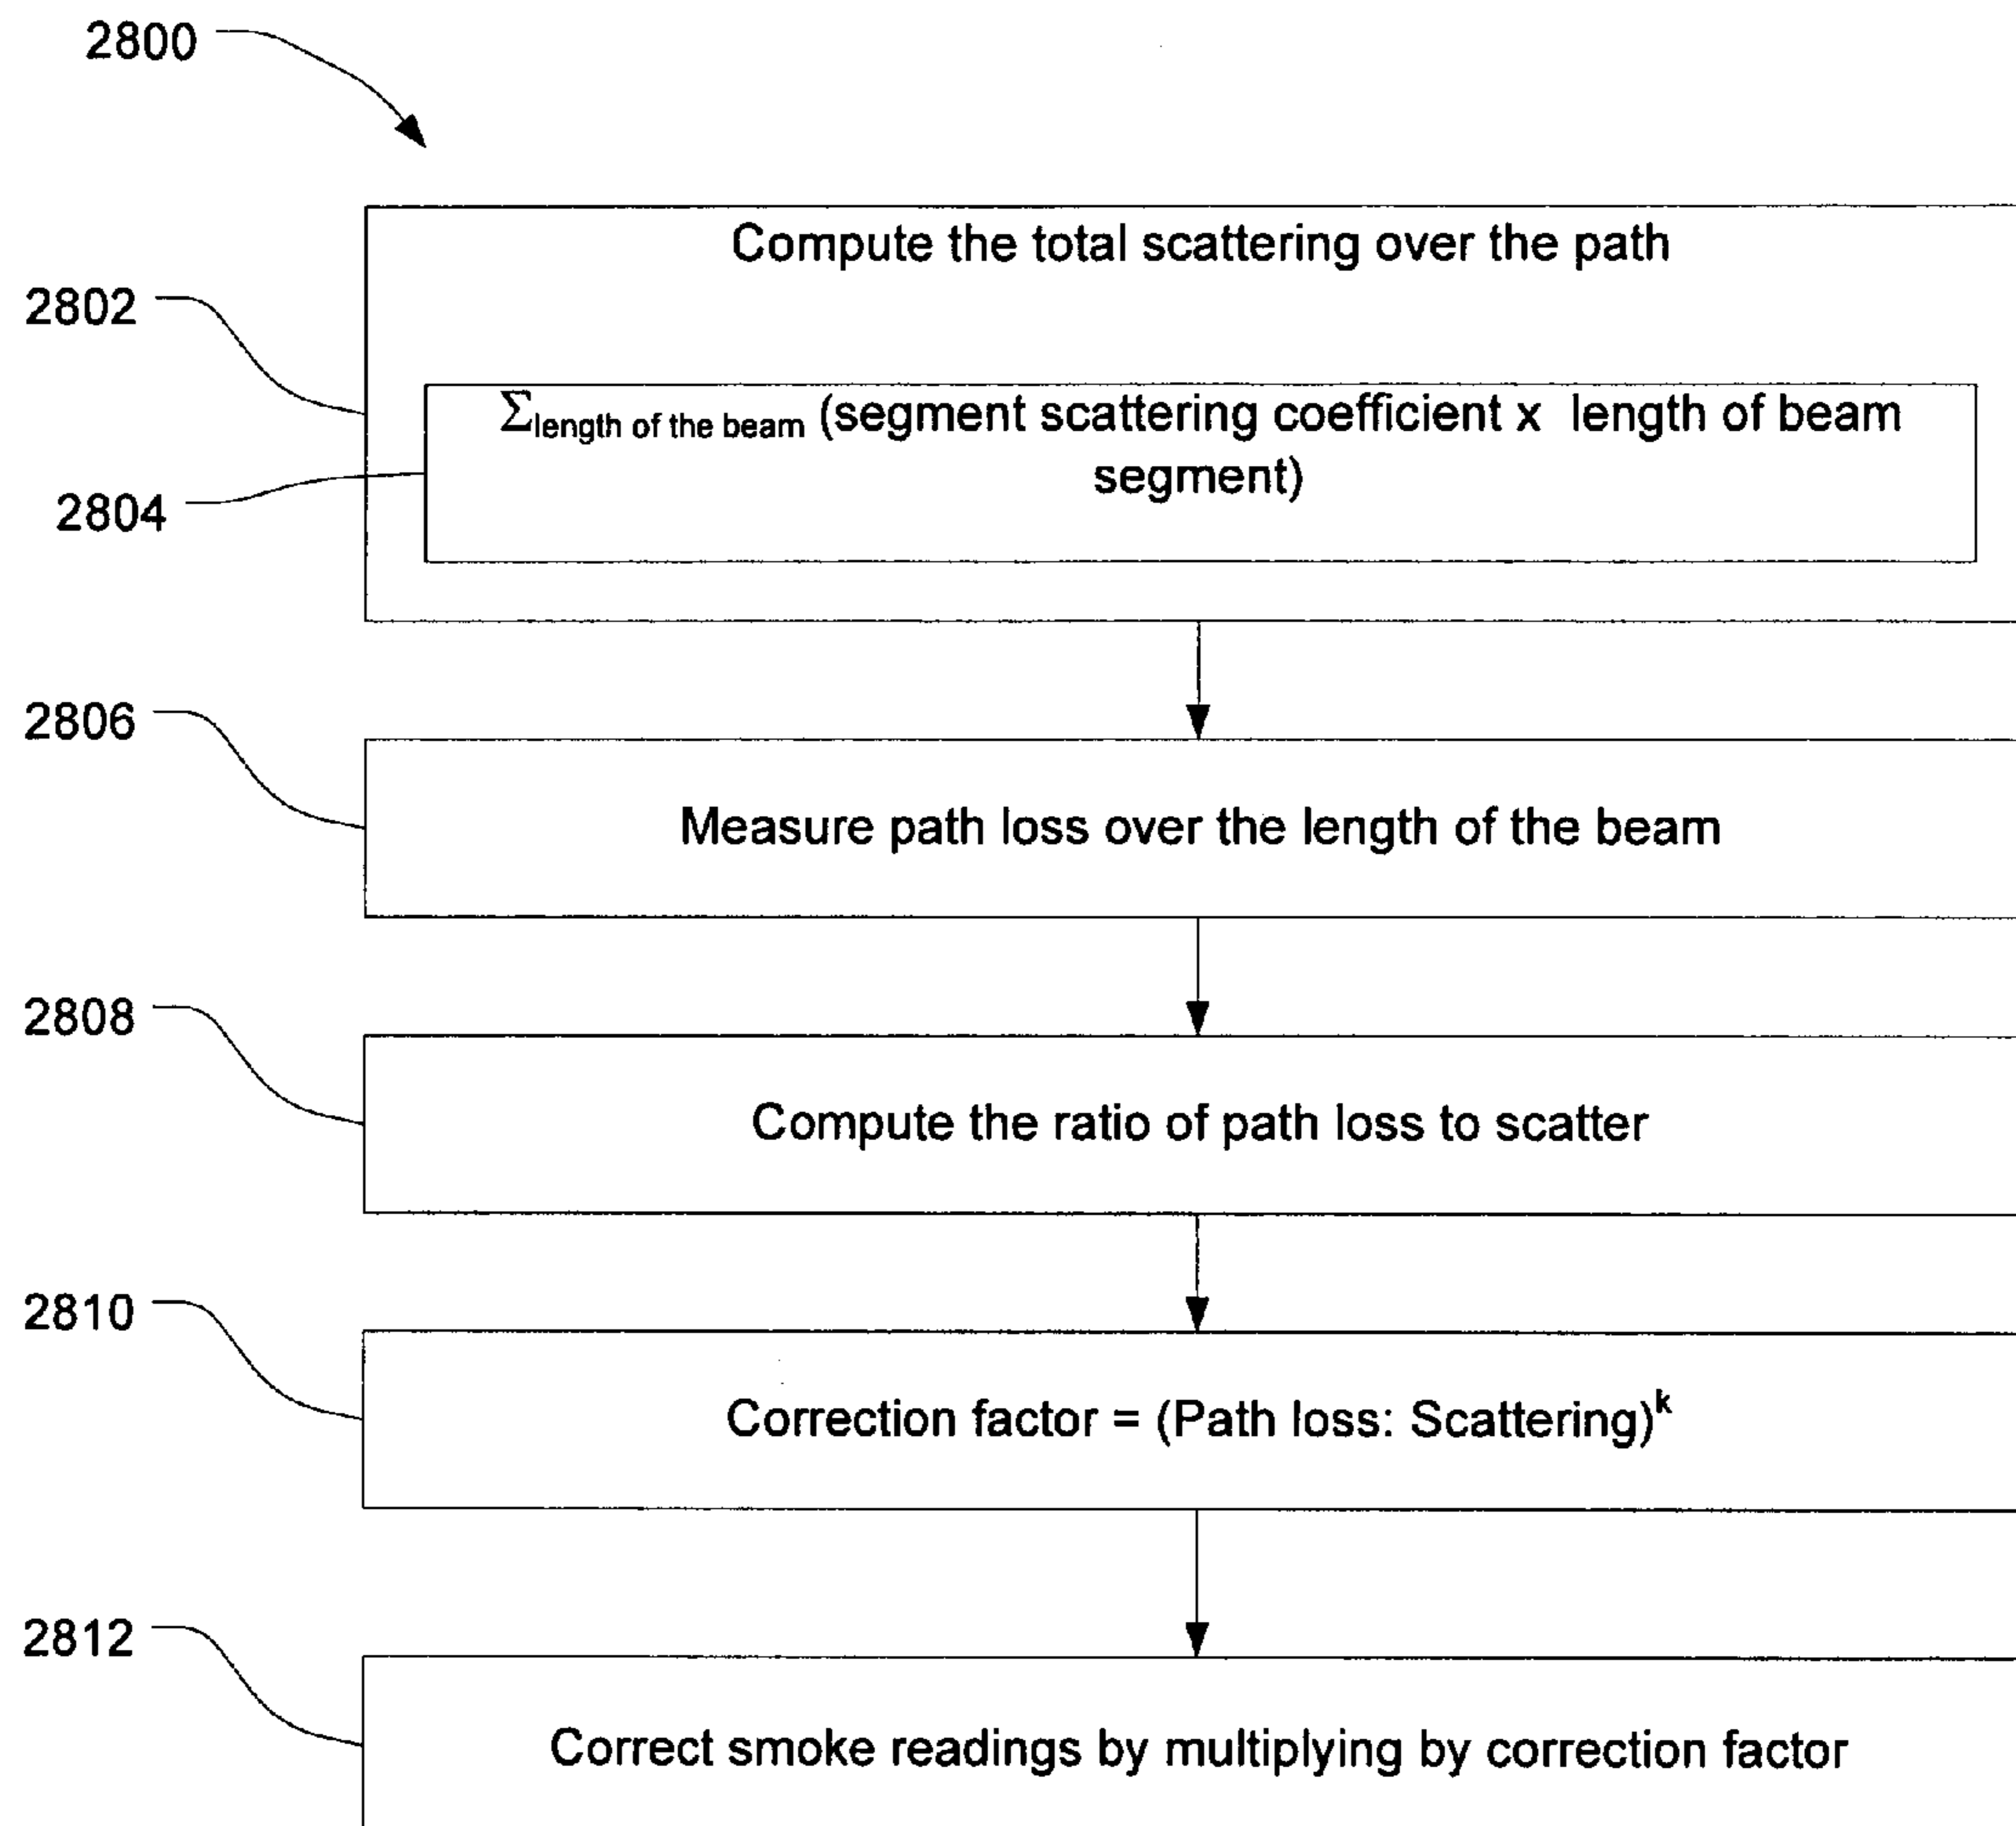 2800
Compute the total scattering over the path
2802
Σlength of the beam (segment scattering coefficient x length of beam
segment)
2804
2806
Measure path loss over the length of the beam
2808
Compute the ratio of path loss to scatter
2810
Correction factor = (Path loss: Scattering)k
2812
Correct smoke readings by multiplying by correction factor